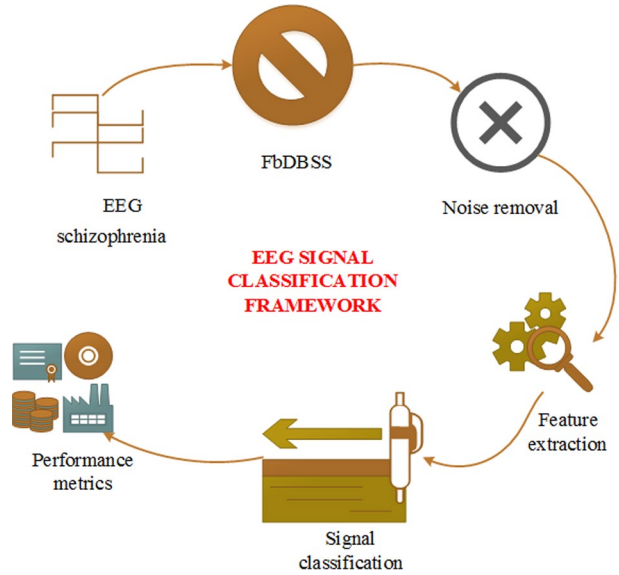 EEG
schizophrenia
FbDBSS
Noise removal
EEG SIGNAL
CLASSIFICATION
FRAMEWORK
Feature
extraction
Signal
classification
Performance
metrics